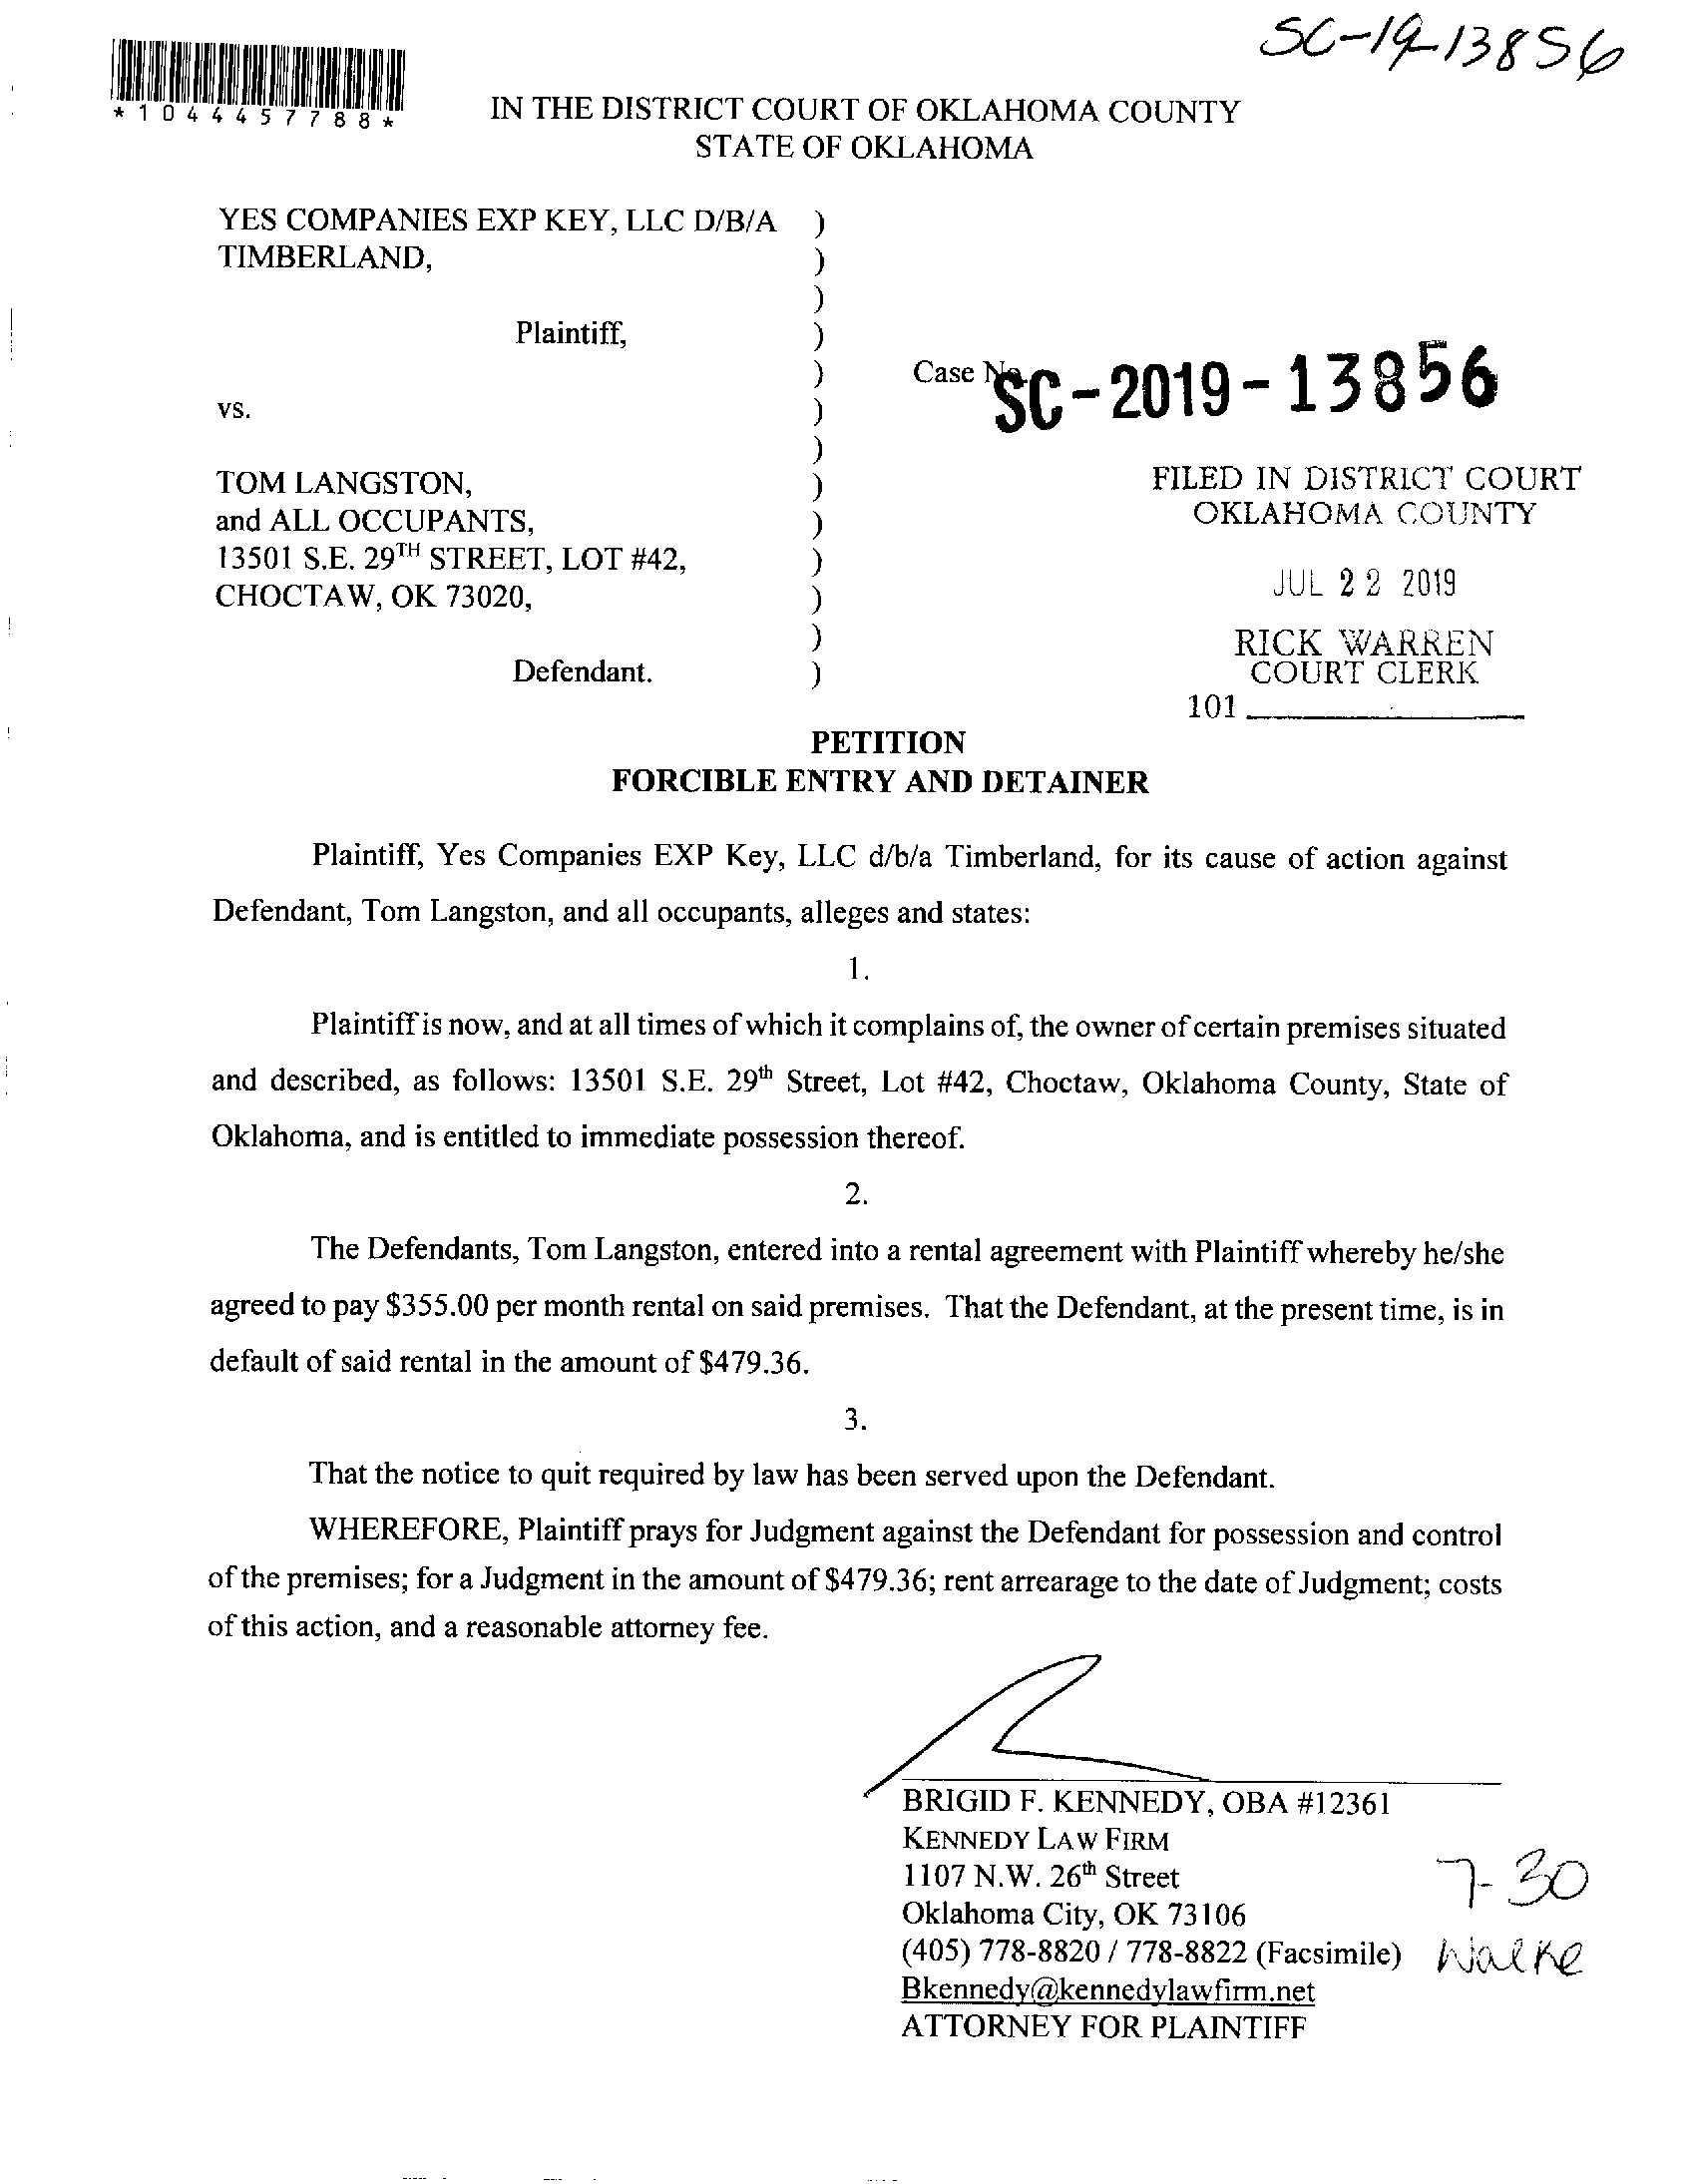 SC-19-13856
*1044457788*
IN THE DISTRICT COURT OF OKLAHOMA COUNTY
STATE OF OKLAHOMA
YES COMPANIES EXP KEY, LLC D/B/A )
TIMBERLAND, )
)
Plaintiff, )
)
Case No. SC-2019-13856
vs. )
)
TOM LANGSTON, )
and ALL OCCUPANTS, )
13501 S.E. 29TH STREET, LOT #42, )
CHOCTAW, OK 73020, )
)
Defendant. )
FILED IN DISTRICT COURT
OKLAHOMA COUNTY
JUL 22 2019
RICK WARREN
COURT CLERK
101
PETITION
FORCIBLE ENTRY AND DETAINER
Plaintiff, Yes Companies EXP Key, LLC d/b/a Timberland, for its cause of action against
Defendant, Tom Langston, and all occupants, alleges and states:
1.
Plaintiff is now, and at all times of which it complains of, the owner of certain premises situated
and described, as follows: 13501 S.E. 29th Street, Lot #42, Choctaw, Oklahoma County, State of
Oklahoma, and is entitled to immediate possession thereof.
2.
The Defendants, Tom Langston, entered into a rental agreement with Plaintiff whereby he/she
agreed to pay $355.00 per month rental on said premises. That the Defendant, at the present time, is in
default of said rental in the amount of $479.36.
3.
That the notice to quit required by law has been served upon the Defendant.
WHEREFORE, Plaintiff prays for Judgment against the Defendant for possession and control
of the premises; for a Judgment in the amount of $479.36; rent arrearage to the date of Judgment; costs
of this action, and a reasonable attorney fee.
BRIGID F. KENNEDY, OBA #12361
KENNEDY LAW FIRM
1107 N.W. 26th Street
Oklahoma City, OK 73106
(405) 778-8820 / 778-8822 (Facsimile)
Bkennedy@kennedylawfirm.net
ATTORNEY FOR PLAINTIFF
7-30
Walke